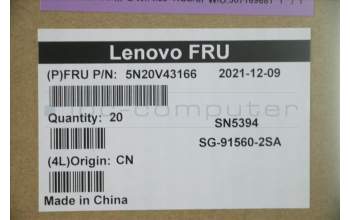 Lenovo FRU
(P)FRU P/N: 5N20V43166 2021-12-09
Quantity: 20
SN5394
SG-91560-2SA
(4L)Origin: CN
Made in China